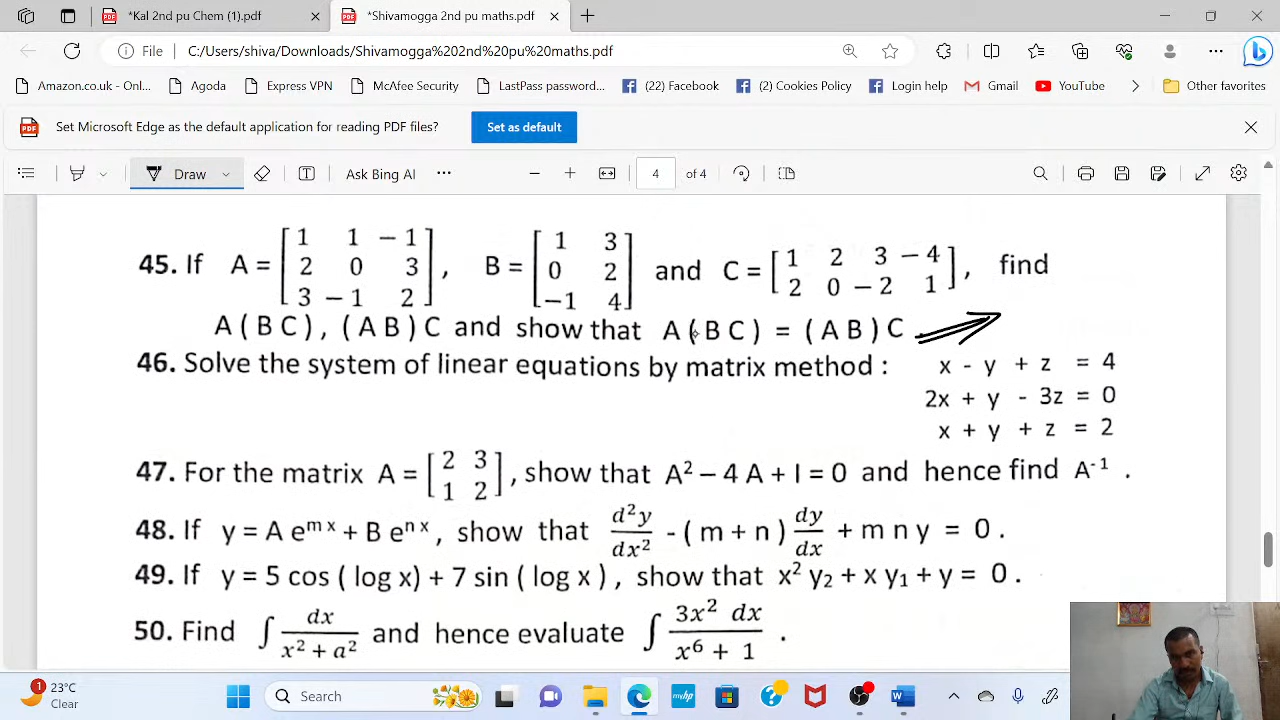 *Kai 2nd PU Chem (1).pdf
*Shivamogga 2nd pu maths.pdf
File C:/Users/shiva/Downloads/Shivamogga%202nd%20pu%20maths.pdf
Amazon.co.uk - Onl... Agoda Express VPN McAfee Security LastPass password... (22) Facebook (2) Cookies Policy Login help Gmail YouTube Other favorites
Set Microsoft Edge as the default application for reading PDF files? Set as default
Draw Ask Bing AI 4 of 4
45. If A = [1 1 −1; 2 0 3; 3 −1 2], B = [1 3; 0 2; −1 4] and C = [1 2 3 −4; 2 0 −2 1], find
A ( B C ) , ( A B ) C and show that A ( B C ) = ( A B ) C
46. Solve the system of linear equations by matrix method : x - y + z = 4
2x + y - 3z = 0
x + y + z = 2
47. For the matrix A = [2 3; 1 2], show that A² – 4 A + I = 0 and hence find A⁻¹ .
48. If y = A eᵐˣ + B eⁿˣ , show that d²y/dx² - ( m + n ) dy/dx + m n y = 0 .
49. If y = 5 cos ( log x) + 7 sin ( log x ) , show that x² y₂ + x y₁ + y = 0 .
50. Find ∫ dx/(x² + a²) and hence evaluate ∫ 3x² dx/(x⁶ + 1) .
1
23°C
Clear
Search
myhp